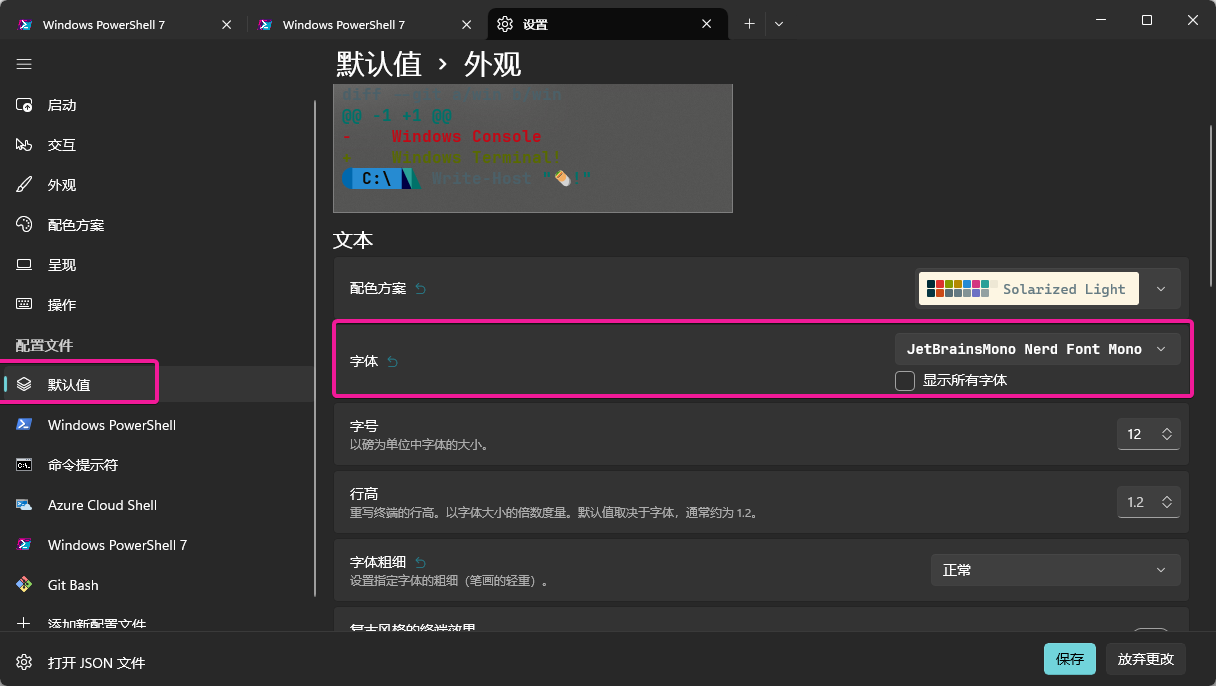 Windows PowerShell 7
Windows PowerShell 7
设置
启动
交互
外观
配色方案
呈现
操作
配置文件
默认值
Windows PowerShell
命令提示符
Azure Cloud Shell
Windows PowerShell 7
Git Bash
添加新配置文件
打开 JSON 文件
默认值 › 外观
@@ -1 +1 @@
- Windows Console
+ Windows Terminal!
C:\ Write-Host "!"
文本
配色方案
Solarized Light
字体
JetBrainsMono Nerd Font Mono
显示所有字体
字号
以磅为单位中字体的大小。
12
行高
重写终端的行高。以字体大小的倍数度量。默认值取决于字体，通常约为 1.2。
1.2
字体粗细
设置指定字体的粗细（笔画的轻重）。
正常
复古风格的终端效果
保存
放弃更改